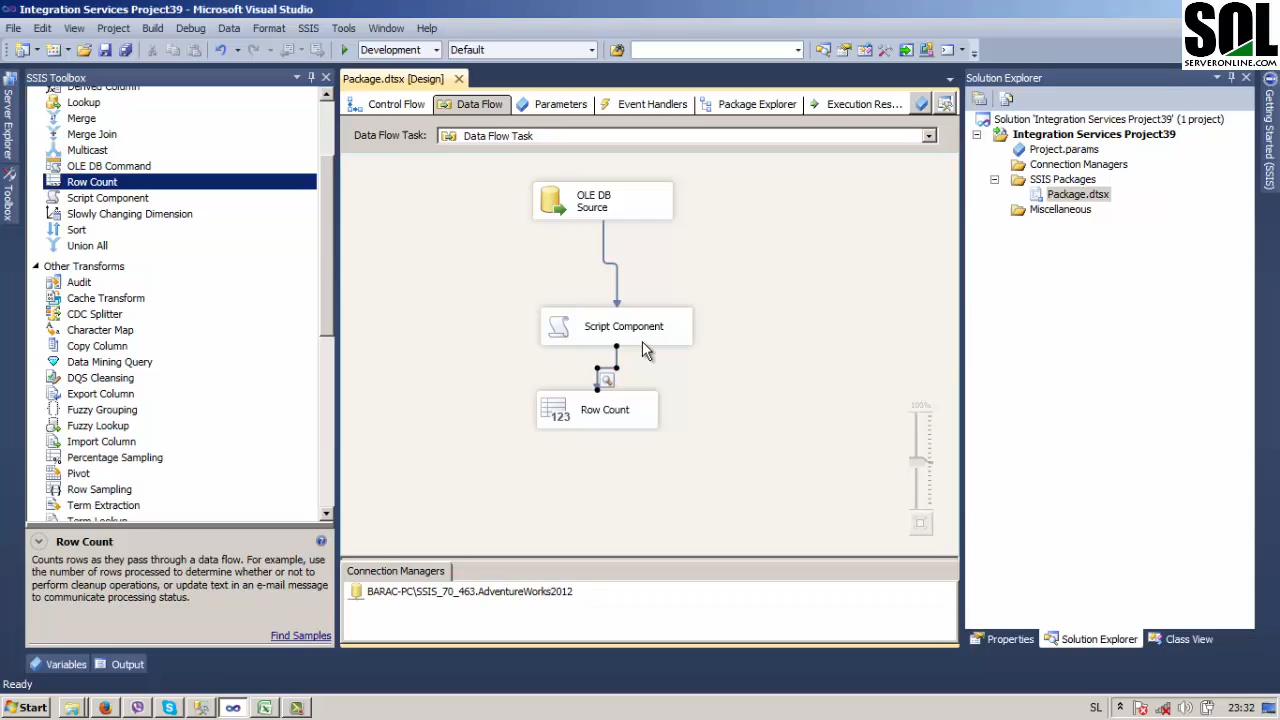 Integration Services Project39 - Microsoft Visual Studio
SQL
SERVERONLINE.COM
File Edit View Project Build Debug Data Format SSIS Tools Window Help
Development Default
SSIS Toolbox
Package.dtsx [Design]
Solution Explorer
Server Explorer
Toolbox
Getting Started (SSIS)
Derived Column
Lookup
Merge
Merge Join
Multicast
OLE DB Command
Row Count
Script Component
Slowly Changing Dimension
Sort
Union All
Other Transforms
Audit
Cache Transform
CDC Splitter
Character Map
Copy Column
Data Mining Query
DQS Cleansing
Export Column
Fuzzy Grouping
Fuzzy Lookup
Import Column
Percentage Sampling
Pivot
Row Sampling
Term Extraction
Term Lookup
Row Count
Counts rows as they pass through a data flow. For example, use
the number of rows processed to determine whether or not to
perform cleanup operations, or update text in an e-mail message
to communicate processing status.
Find Samples
Control Flow Data Flow Parameters Event Handlers Package Explorer Execution Res...
Data Flow Task: Data Flow Task
OLE DB
Source
Script Component
123
Row Count
100%
Connection Managers
BARAC-PC\SSIS_70_463.AdventureWorks2012
Solution 'Integration Services Project39' (1 project)
Integration Services Project39
Project.params
Connection Managers
SSIS Packages
Package.dtsx
Miscellaneous
Properties Solution Explorer Class View
Variables Output
Ready
Start
SL 23:32